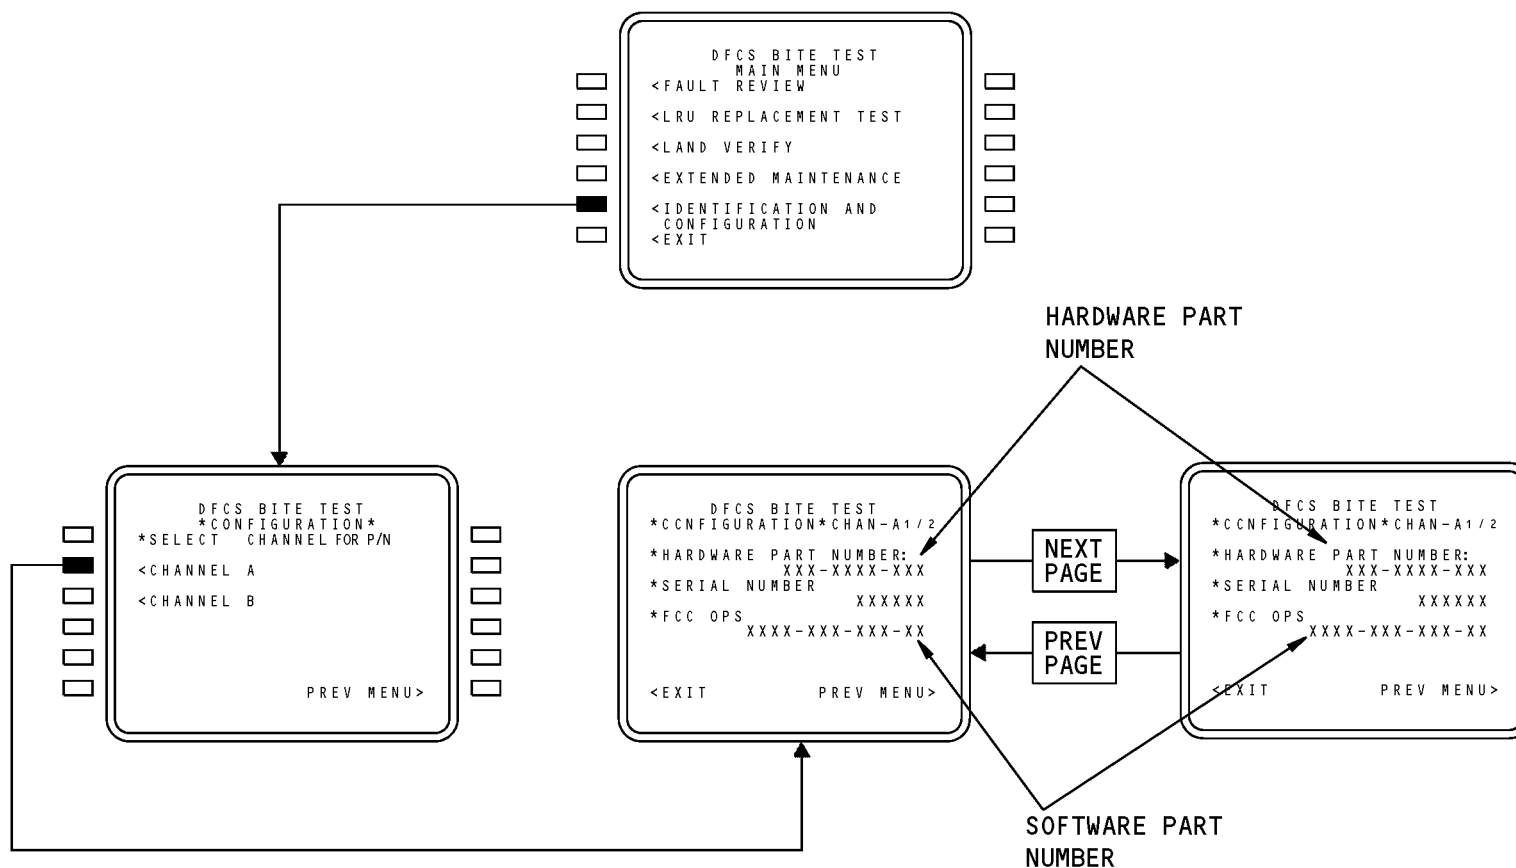 DFCS BITE TEST
MAIN MENU
<FAULT REVIEW
<LRU REPLACEMENT TEST
<LAND VERIFY
<EXTENDED MAINTENANCE
<IDENTIFICATION AND
CONFIGURATION
<EXIT
HARDWARE PART
NUMBER
DFCS BITE TEST
*CONFIGURATION*
*SELECT CHANNEL FOR P/N
<CHANNEL A
<CHANNEL B
PREV MENU>
DFCS BITE TEST
*CCNFIGURATION*CHAN-A1/2
*HARDWARE PART NUMBER:
XXX-XXXX-XXX
*SERIAL NUMBER
XXXXXX
*FCC OPS
XXXX-XXX-XXX-XX
<EXIT PREV MENU>
NEXT
PAGE
PREV
PAGE
DFCS BITE TEST
*CCNFIGURATION*CHAN-A1/2
*HARDWARE PART NUMBER:
XXX-XXXX-XXX
*SERIAL NUMBER
XXXXXX
*FCC OPS
XXXX-XXX-XXX-XX
<EXIT PREV MENU>
SOFTWARE PART
NUMBER